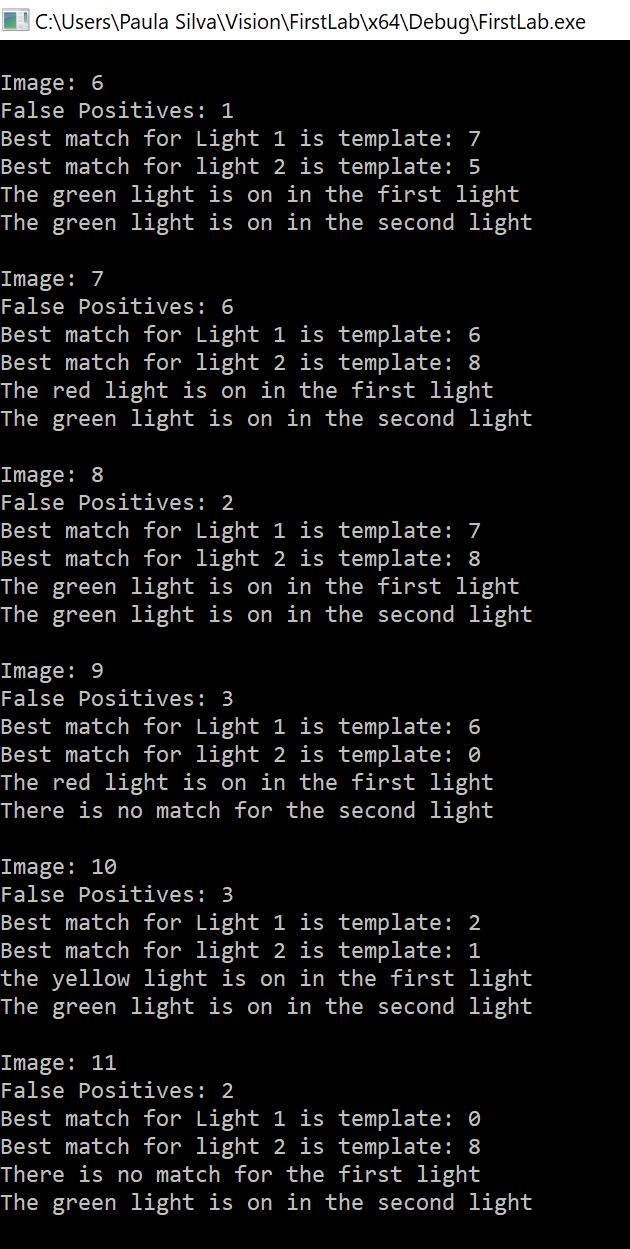 C:\Users\Paula Silva\Vision\FirstLab\x64\Debug\FirstLab.exe
Image: 6
False Positives: 1
Best match for Light 1 is template: 7
Best match for light 2 is template: 5
The green light is on in the first light
The green light is on in the second light
Image: 7
False Positives: 6
Best match for Light 1 is template: 6
Best match for light 2 is template: 8
The red light is on in the first light
The green light is on in the second light
Image: 8
False Positives: 2
Best match for Light 1 is template: 7
Best match for light 2 is template: 8
The green light is on in the first light
The green light is on in the second light
Image: 9
False Positives: 3
Best match for Light 1 is template: 6
Best match for light 2 is template: 0
The red light is on in the first light
There is no match for the second light
Image: 10
False Positives: 3
Best match for Light 1 is template: 2
Best match for light 2 is template: 1
the yellow light is on in the first light
The green light is on in the second light
Image: 11
False Positives: 2
Best match for Light 1 is template: 0
Best match for light 2 is template: 8
There is no match for the first light
The green light is on in the second light